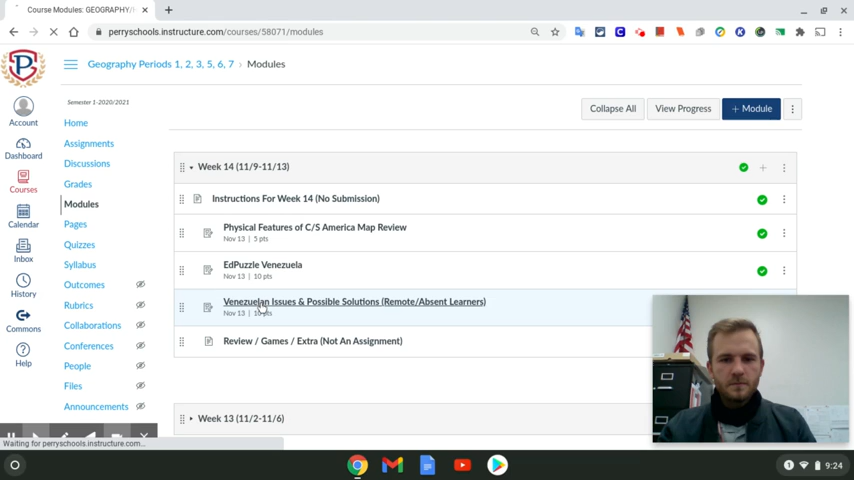 Course Modules: GEOGRAPHY/
perryschools.instructure.com/courses/58071/modules
Geography Periods 1, 2, 3, 5, 6, 7 › Modules
Semester 1-2020/2021
Account
Dashboard
Courses
Calendar
Inbox
History
Commons
Help
Home
Assignments
Discussions
Grades
Modules
Pages
Quizzes
Syllabus
Outcomes
Rubrics
Collaborations
Conferences
People
Files
Announcements
Collapse All
View Progress
+ Module
Week 14 (11/9-11/13)
Instructions For Week 14 (No Submission)
Physical Features of C/S America Map Review
Nov 13 | 5 pts
EdPuzzle Venezuela
Nov 13 | 10 pts
Venezuelan Issues & Possible Solutions (Remote/Absent Learners)
Nov 13 | 10 pts
Review / Games / Extra (Not An Assignment)
Week 13 (11/2-11/6)
Waiting for perryschools.instructure.com...
1
9:24